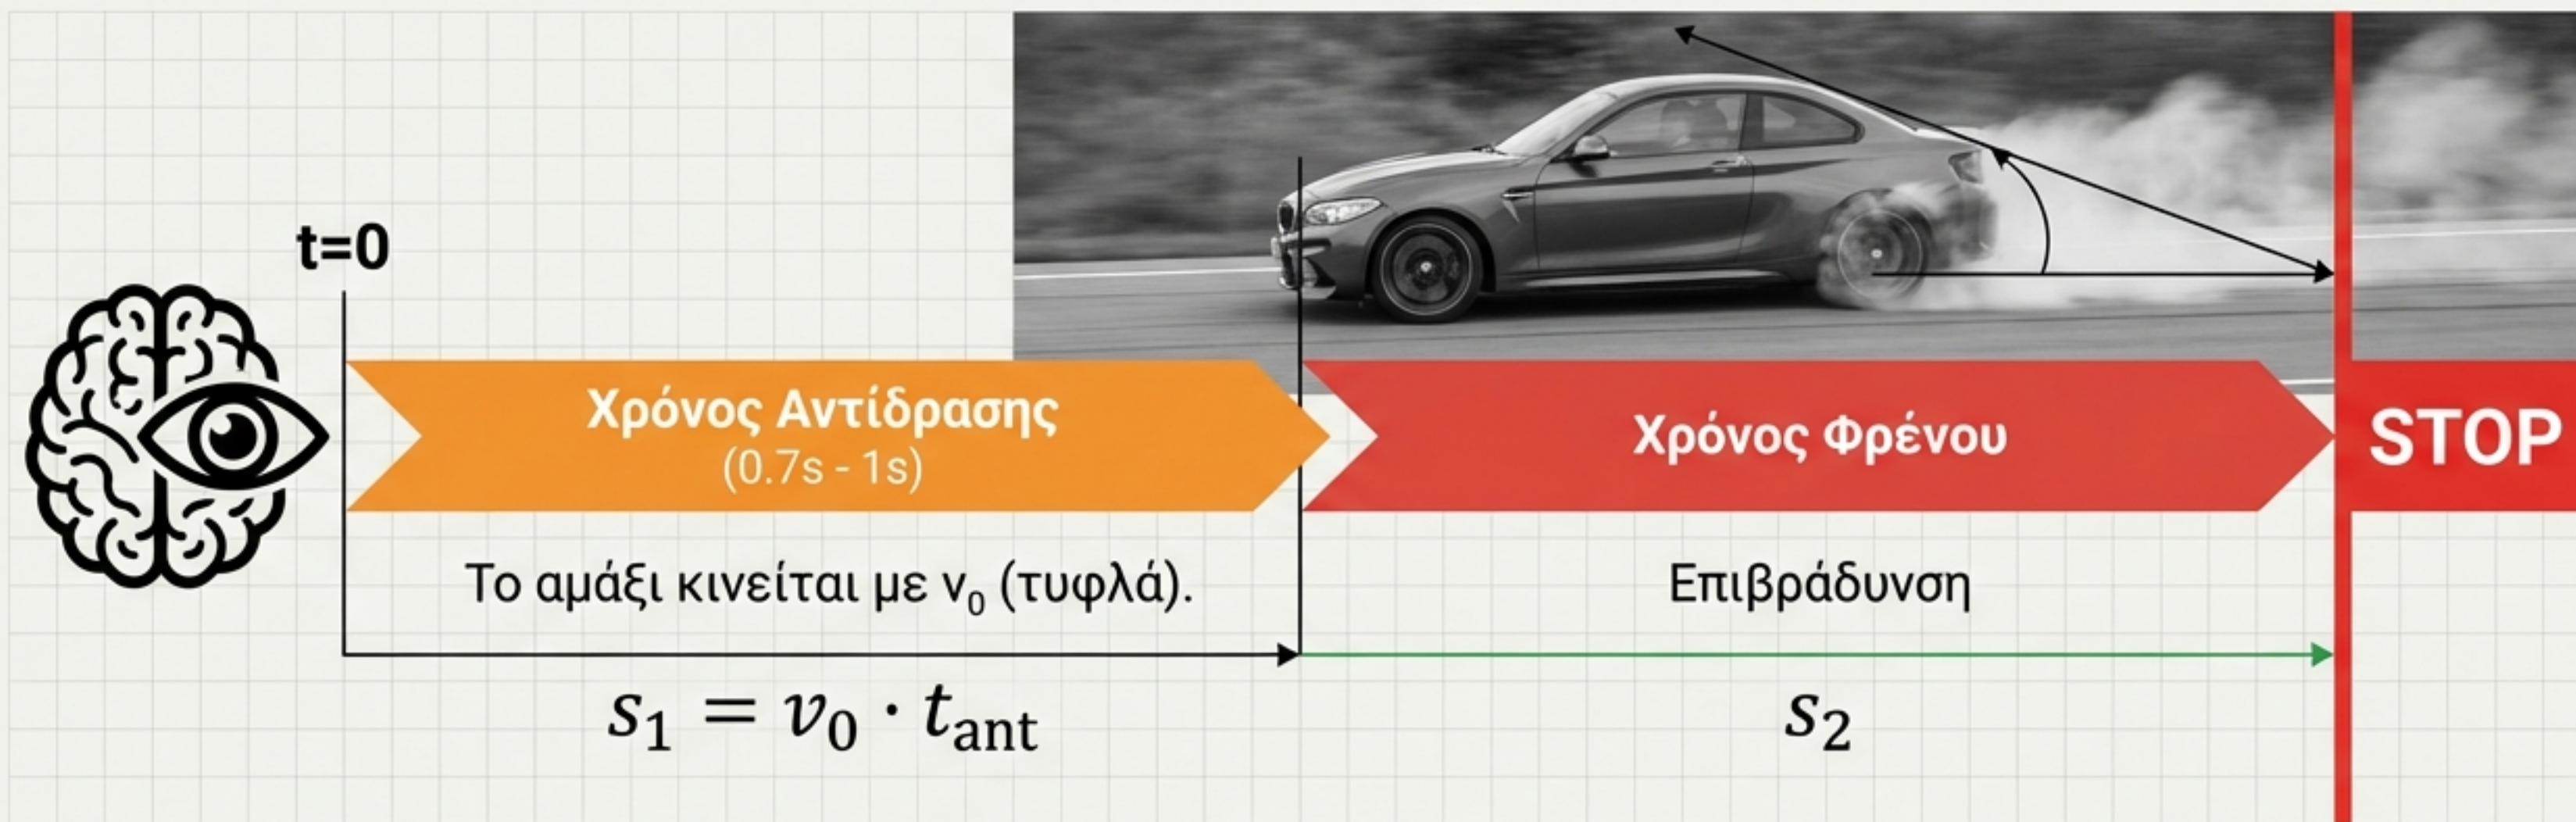 t=0
Χρόνος Αντίδρασης
(0.7s - 1s)
Χρόνος Φρένου
STOP
Το αμάξι κινείται με v₀ (τυφλά).
Επιβράδυνση
s₁ = v₀ · t_ant
s₂